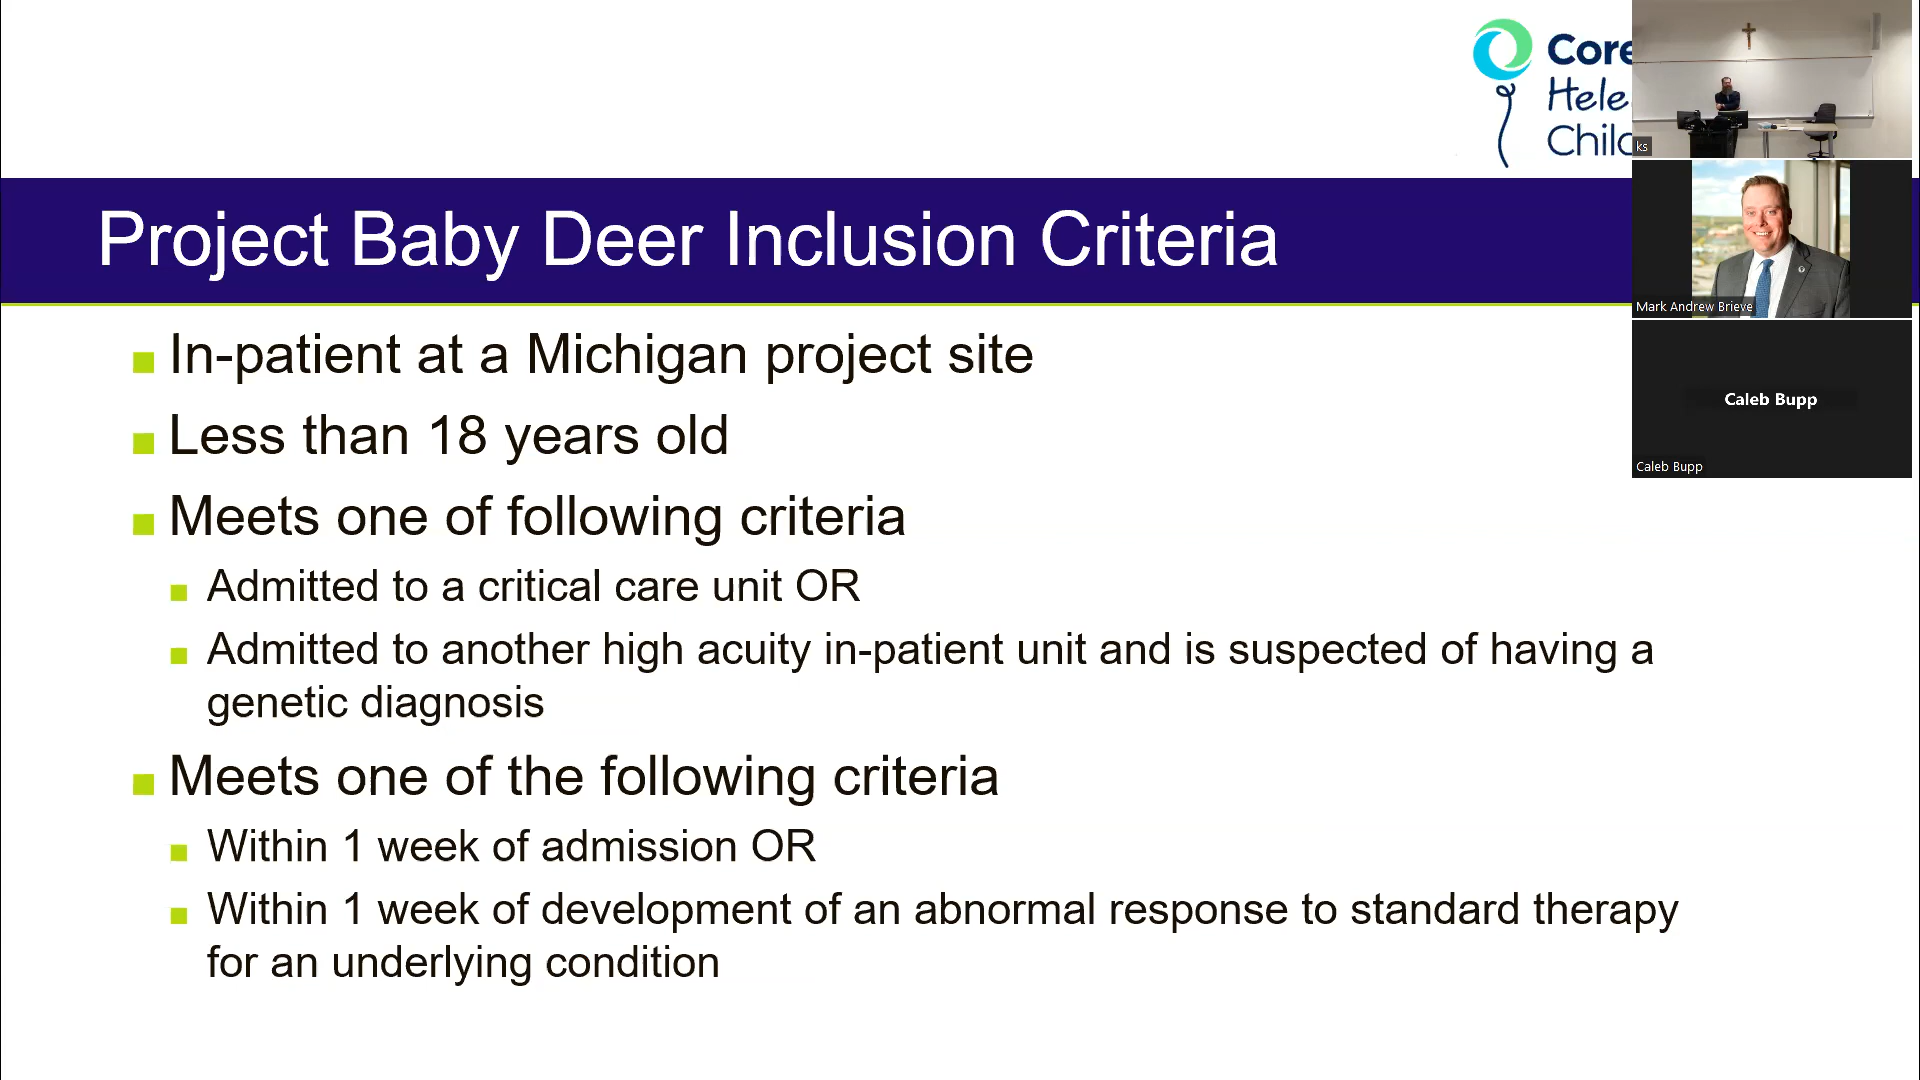 Core
Hele
Chilc
Project Baby Deer Inclusion Criteria
In-patient at a Michigan project site
Less than 18 years old
Meets one of following criteria
Admitted to a critical care unit OR
Admitted to another high acuity in-patient unit and is suspected of having a
genetic diagnosis
Meets one of the following criteria
Within 1 week of admission OR
Within 1 week of development of an abnormal response to standard therapy
for an underlying condition
ks
Mark Andrew Brieve
Caleb Bupp
Caleb Bupp